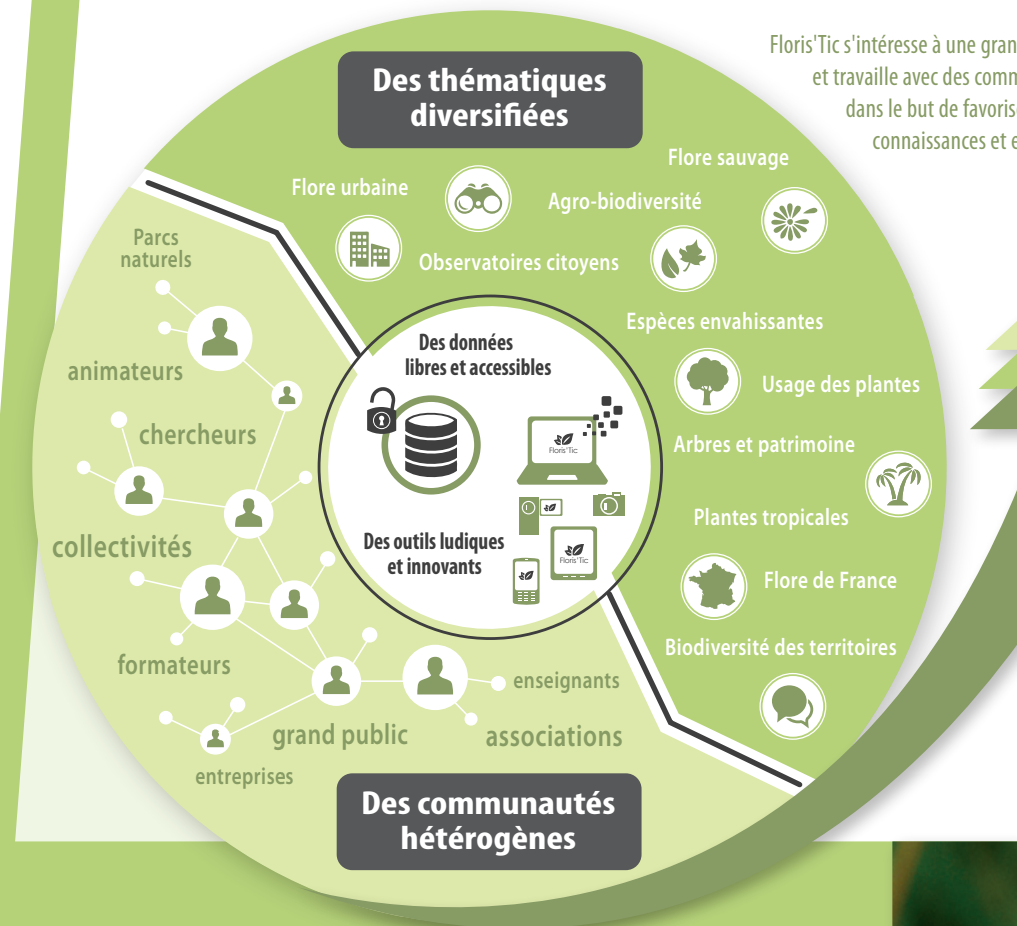 Floris'Tic s'intéresse à une gran
et travaille avec des comm
dans le but de favoris
connaissances et e
Des thématiques
diversifiées
Flore sauvage
Flore urbaine
Agro-biodiversité
Observatoires citoyens
Espèces envahissantes
Usage des plantes
Arbres et patrimoine
Plantes tropicales
Flore de France
Biodiversité des territoires
Des données
libres et accessibles
Floris'Tic
Des outils ludiques
et innovants
Floris'Tic
Parcs
naturels
animateurs
chercheurs
collectivités
formateurs
enseignants
grand public
associations
entreprises
Des communautés
hétérogènes